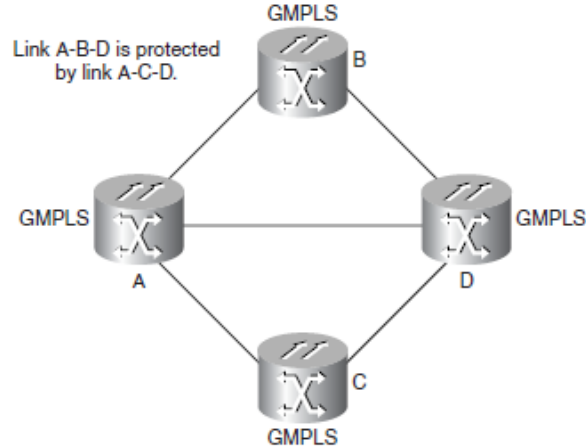 GMPLS
Link A-B-D is protected
by link A-C-D.
B
GMPLS
GMPLS
A
D
C
GMPLS